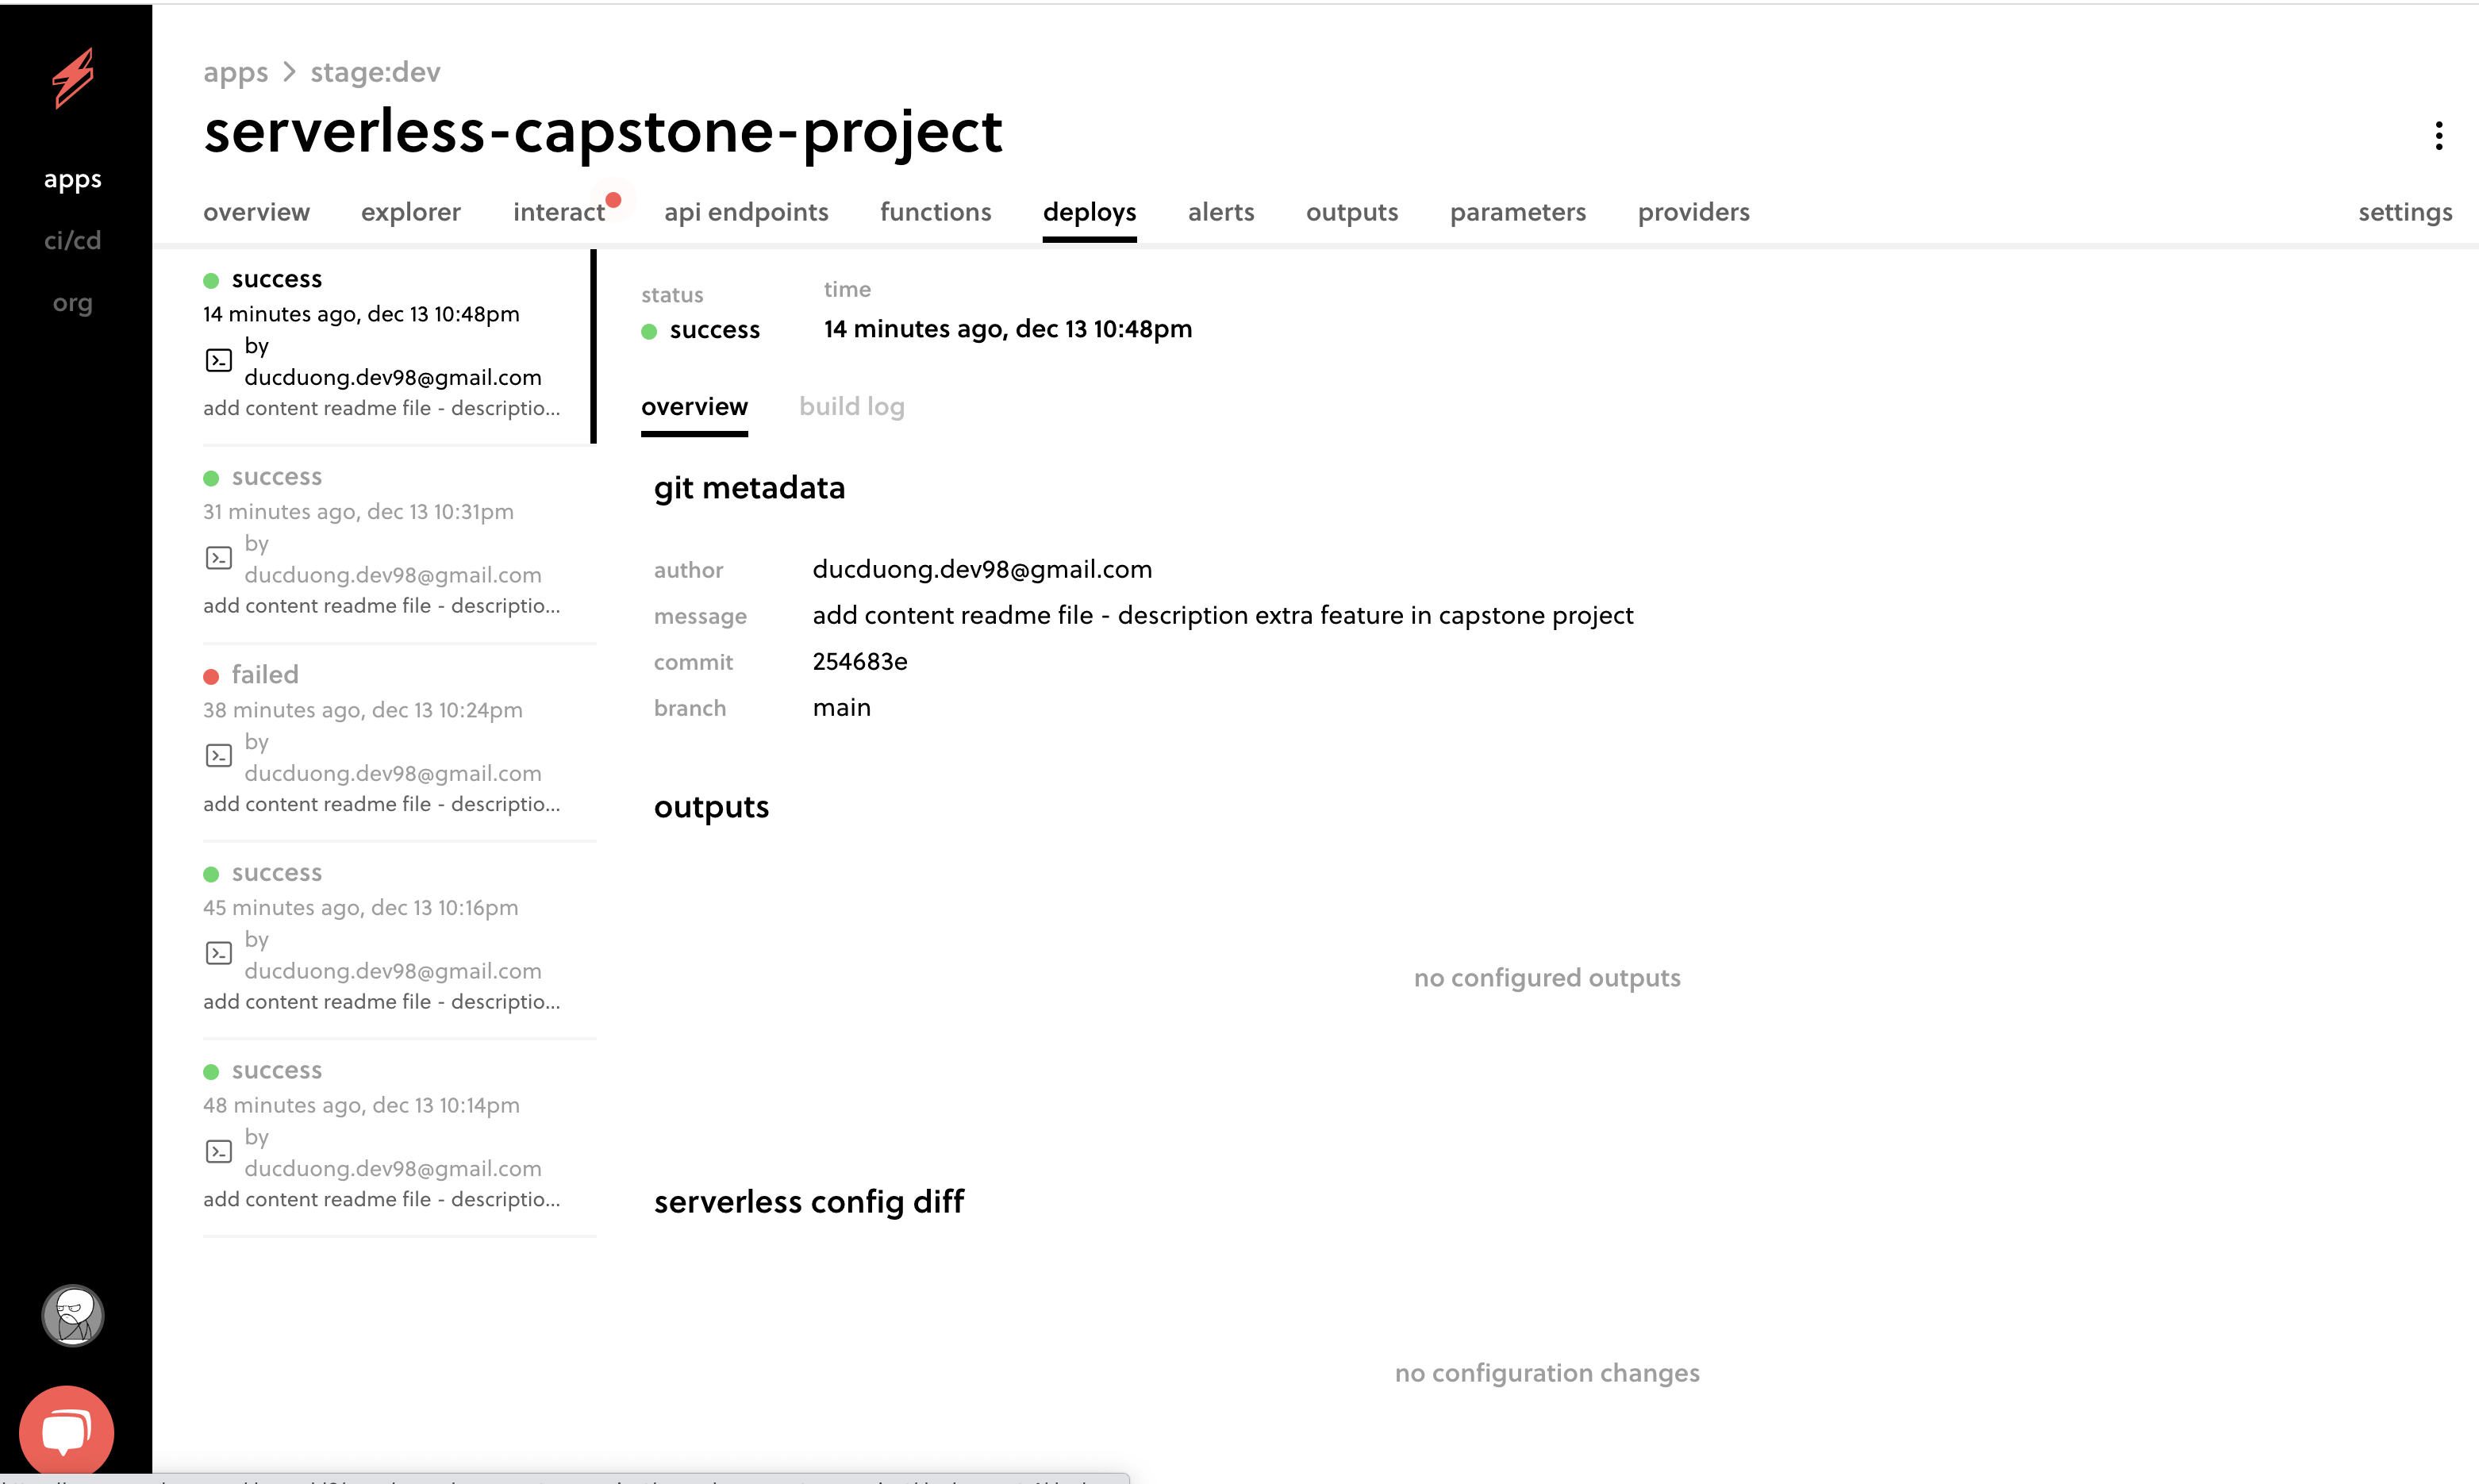 apps
ci/cd
org
apps > stage:dev
serverless-capstone-project
overview explorer interact api endpoints functions deploys alerts outputs parameters providers settings
success
14 minutes ago, dec 13 10:48pm
by
ducduong.dev98@gmail.com
add content readme file - descriptio...
success
31 minutes ago, dec 13 10:31pm
by
ducduong.dev98@gmail.com
add content readme file - descriptio...
failed
38 minutes ago, dec 13 10:24pm
by
ducduong.dev98@gmail.com
add content readme file - descriptio...
success
45 minutes ago, dec 13 10:16pm
by
ducduong.dev98@gmail.com
add content readme file - descriptio...
success
48 minutes ago, dec 13 10:14pm
by
ducduong.dev98@gmail.com
add content readme file - descriptio...
status time
success 14 minutes ago, dec 13 10:48pm
overview build log
git metadata
author ducduong.dev98@gmail.com
message add content readme file - description extra feature in capstone project
commit 254683e
branch main
outputs
no configured outputs
serverless config diff
no configuration changes